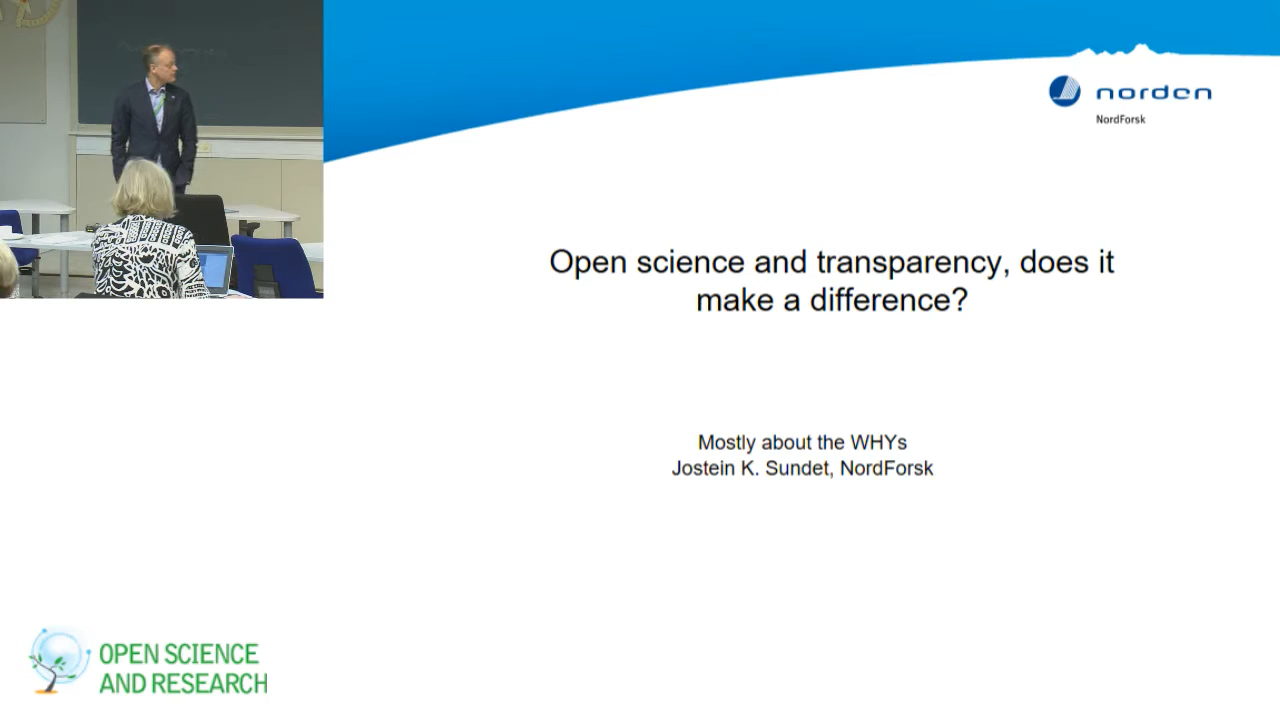 norden
NordForsk
Open science and transparency, does it
make a difference?
Mostly about the WHYs
Jostein K. Sundet, NordForsk
OPEN SCIENCE
AND RESEARCH